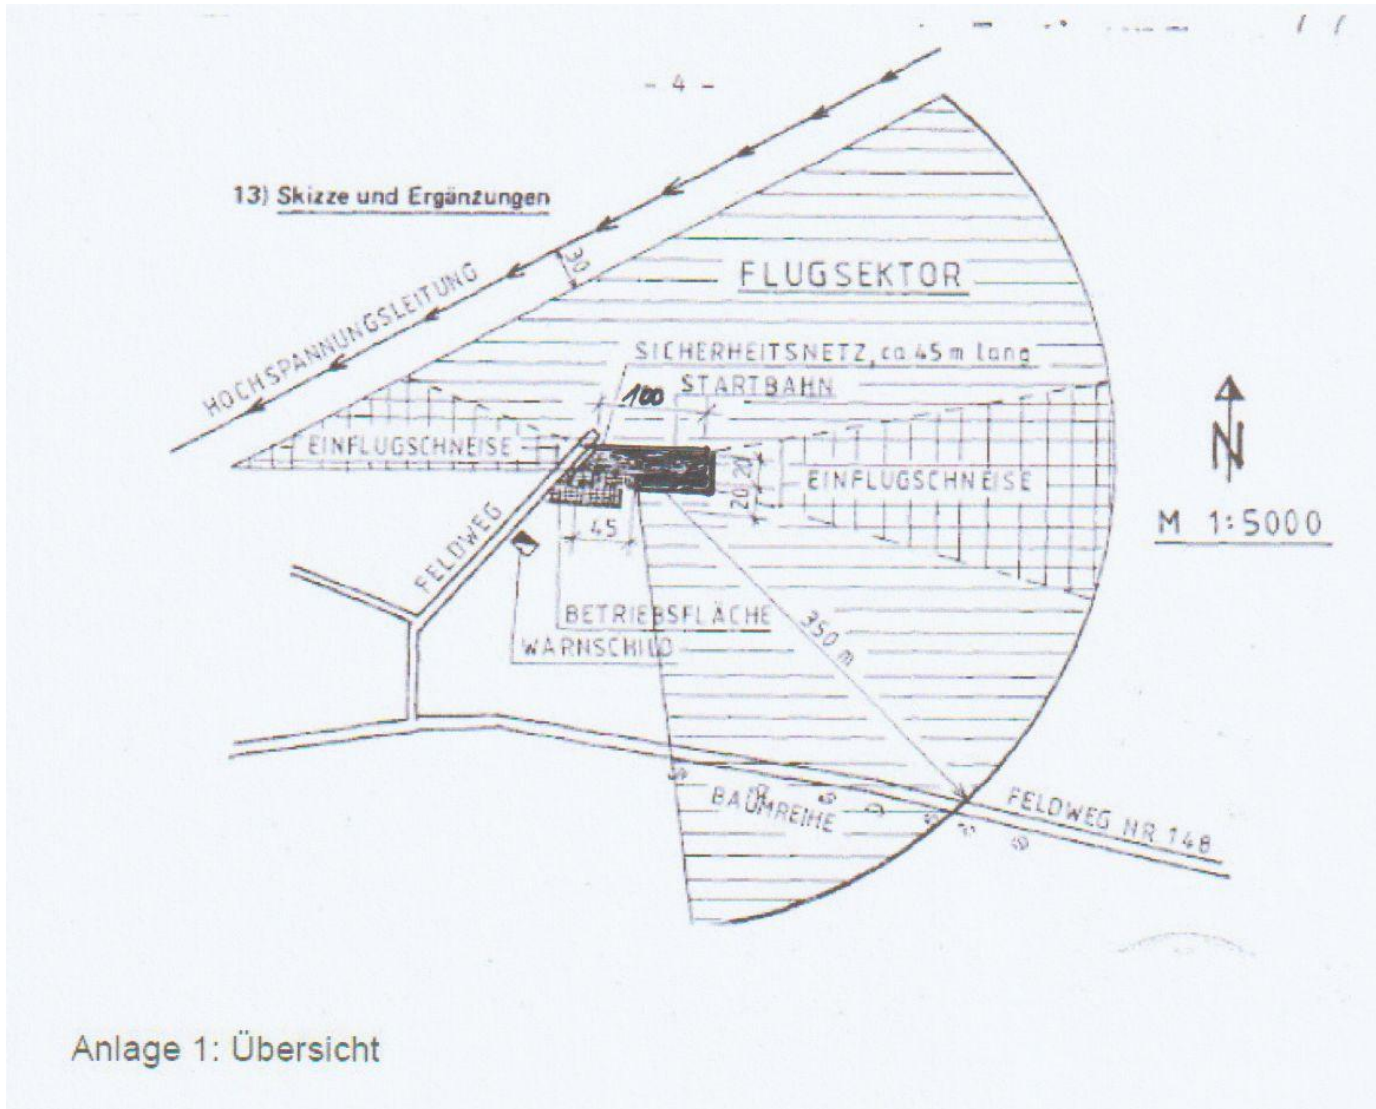 - 4 -
13) Skizze und Ergänzungen
HOCHSPANNUNGSLEITUNG
30
FLUGSEKTOR
SICHERHEITSNETZ, ca 45 m lang
100
STARTBAHN
EINFLUGSCHNEISE
20
20
EINFLUGSCHNEISE
N
M 1:5000
FELDWEG
45
BETRIEBSFLÄCHE
WARNSCHILD
350 m
BAUMREIHE
FELDWEG NR 148
Anlage 1: Übersicht